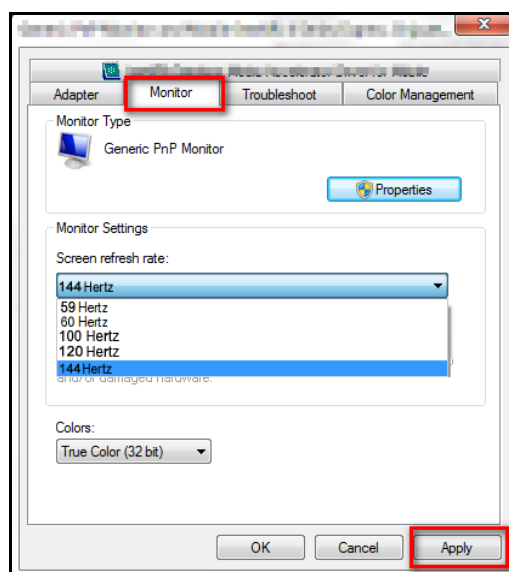 Adapter
Monitor
Troubleshoot
Color Management
Monitor Type
Generic PnP Monitor
Properties
Monitor Settings
Screen refresh rate:
144 Hertz
59 Hertz
60 Hertz
100 Hertz
120 Hertz
144 Hertz
and/or damaged hardware.
Colors:
True Color (32 bit)
OK
Cancel
Apply